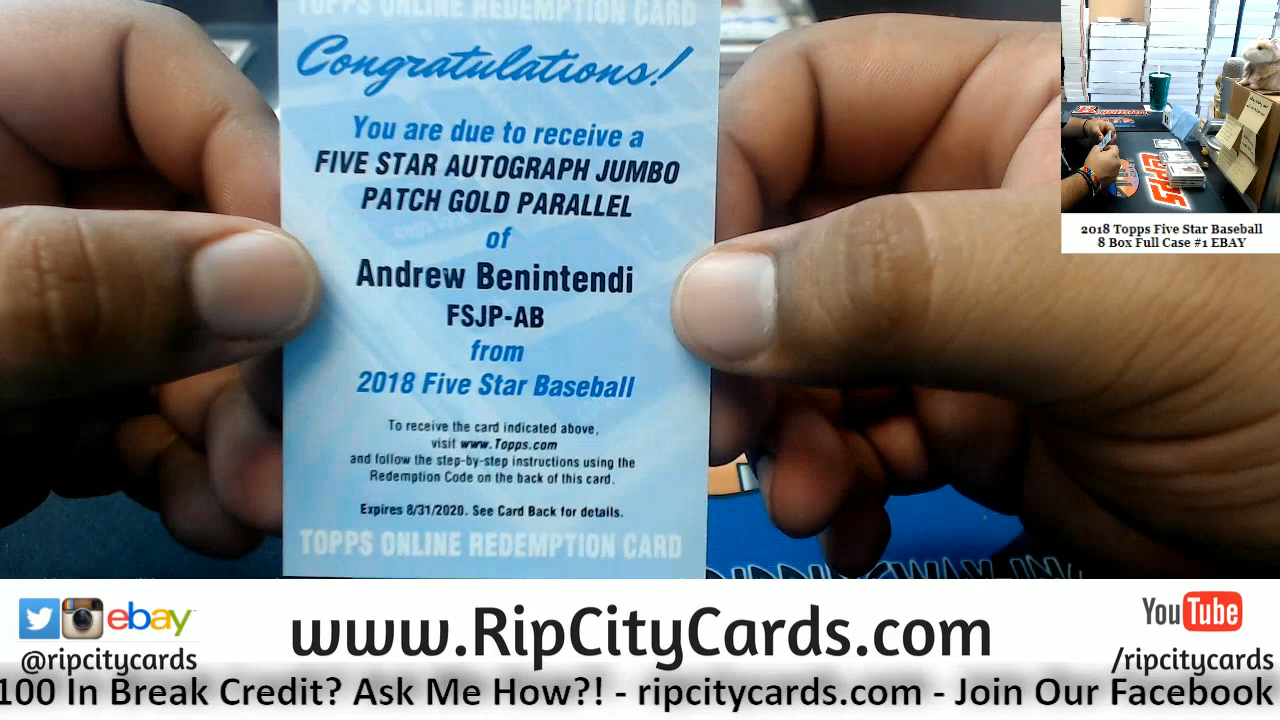 TOPPS ONLINE REDEMPTION CARD
Congratulations!
You are due to receive a
FIVE STAR AUTOGRAPH JUMBO
PATCH GOLD PARALLEL
of
Andrew Benintendi
FSJP-AB
from
2018 Five Star Baseball
To receive the card indicated above,
visit www.Topps.com
and follow the step-by-step instructions using the
Redemption Code on the back of this card.
Expires 8/31/2020. See Card Back for details.
TOPPS ONLINE REDEMPTION CARD
TOPPS
2018 Topps Five Star Baseball
8 Box Full Case #1 EBAY
ebay
@ripcitycards
www.RipCityCards.com
YouTube
/ripcitycards
100 In Break Credit? Ask Me How?! - ripcitycards.com - Join Our Facebook